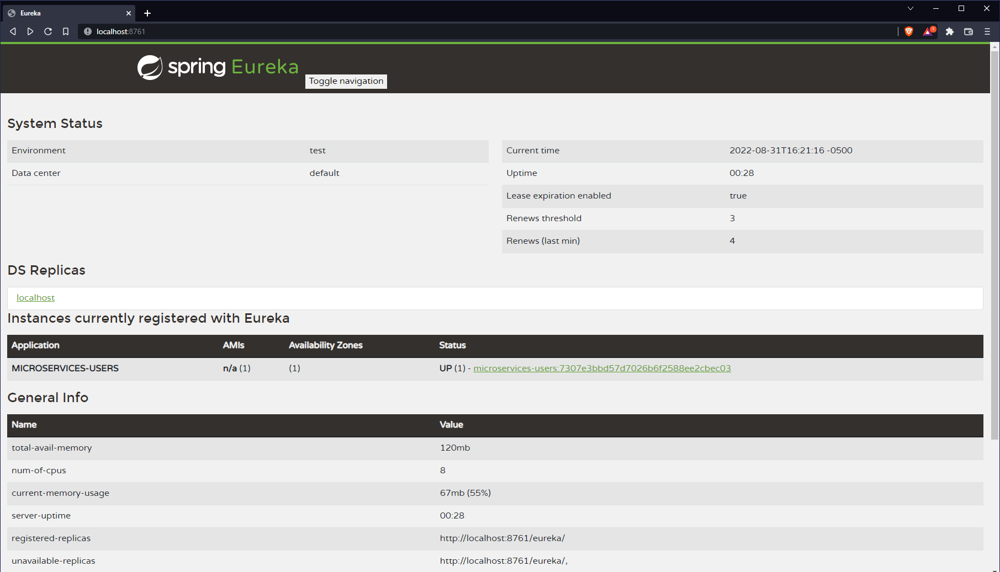 Eureka
localhost:8761
1
spring Eureka
Toggle navigation
System Status
Environment test
Data center default
Current time 2022-08-31T16:21:16 -0500
Uptime 00:28
Lease expiration enabled true
Renews threshold 3
Renews (last min) 4
DS Replicas
localhost
Instances currently registered with Eureka
Application AMIs Availability Zones Status
MICROSERVICES-USERS n/a (1) (1) UP (1) - microservices-users:7307e3bbd57d7026b6f2588ee2cbec03
General Info
Name Value
total-avail-memory 120mb
num-of-cpus 8
current-memory-usage 67mb (55%)
server-uptime 00:28
registered-replicas http://localhost:8761/eureka/
unavailable-replicas http://localhost:8761/eureka/,